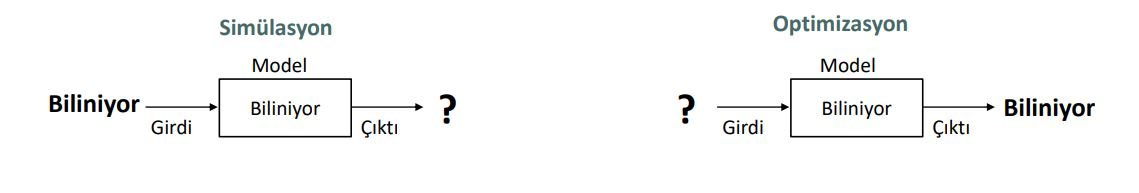 Simülasyon
Model
Biliniyor
Biliniyor
?
Girdi
Çıktı
Optimizasyon
Model
?
Biliniyor
Biliniyor
Girdi
Çıktı